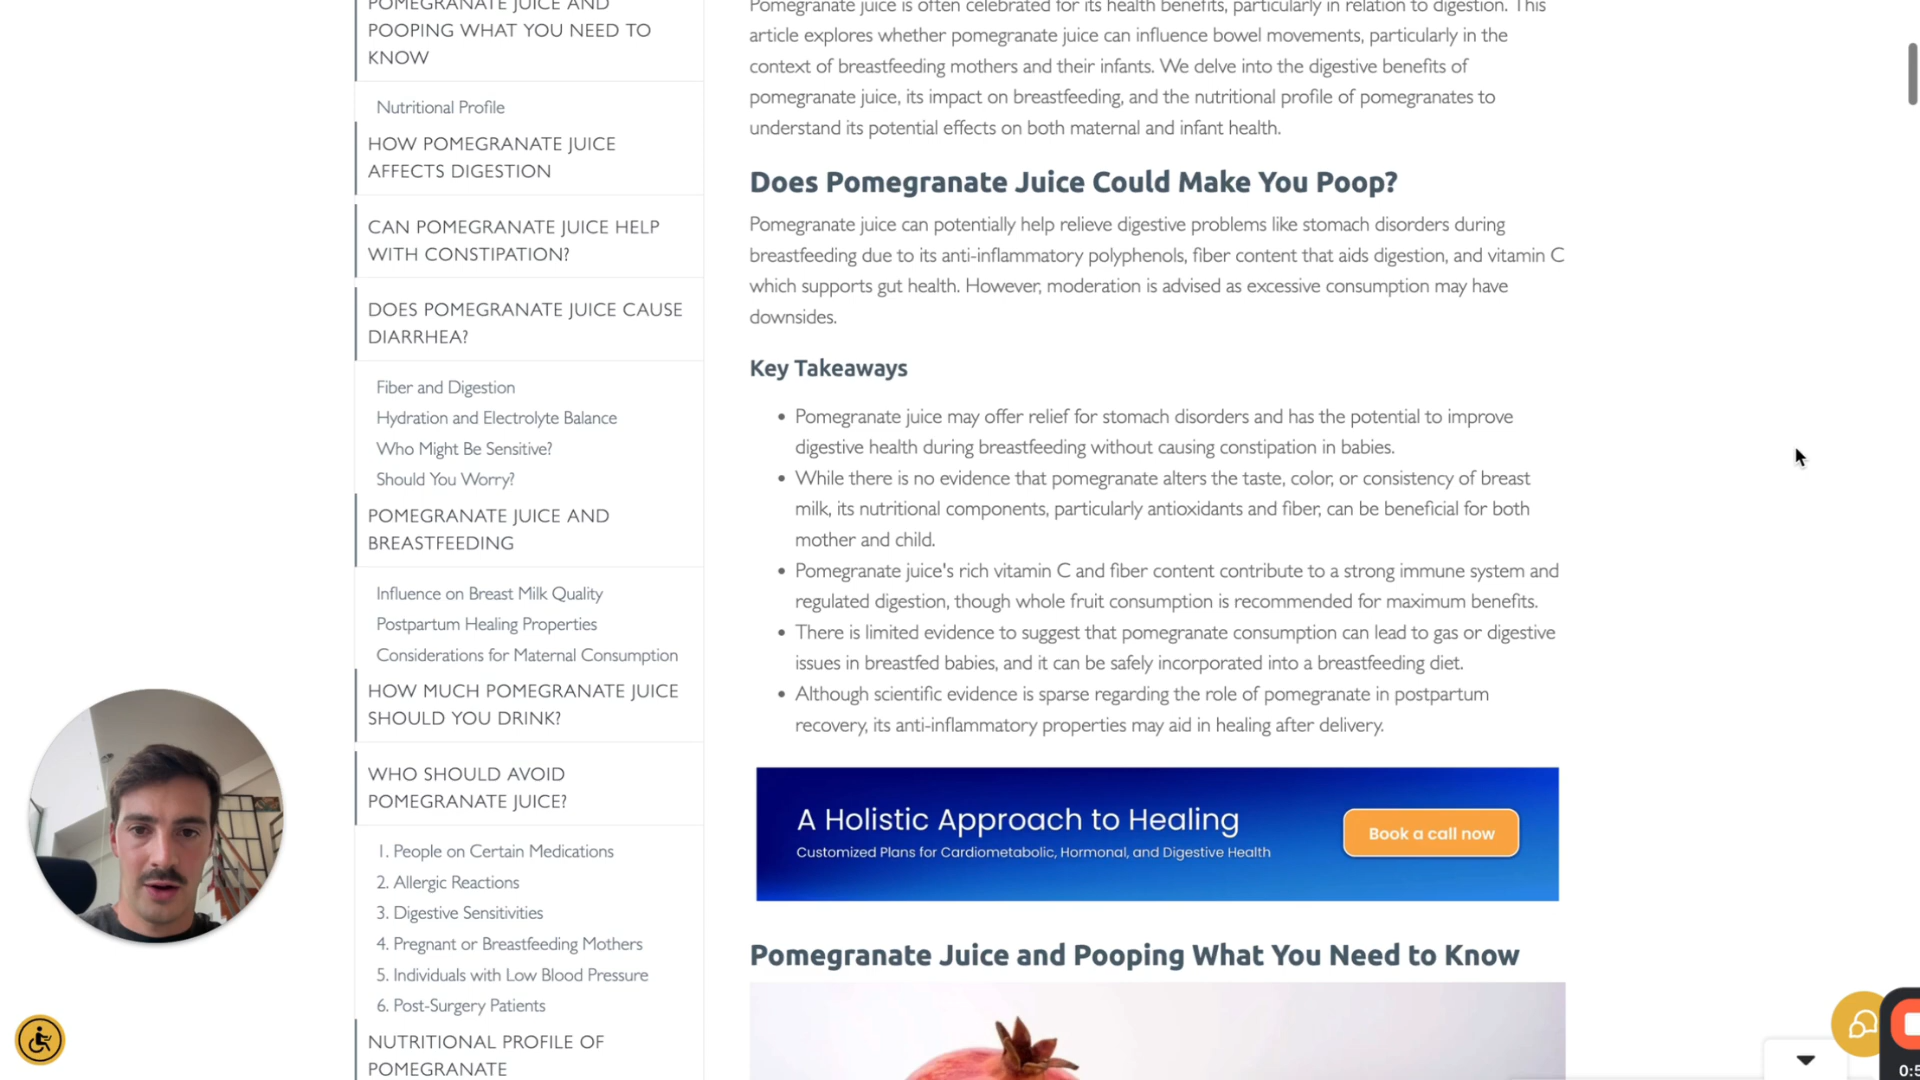 POMEGRANATE JUICE AND
POOPING WHAT YOU NEED TO
KNOW
Nutritional Profile
HOW POMEGRANATE JUICE
AFFECTS DIGESTION
CAN POMEGRANATE JUICE HELP
WITH CONSTIPATION?
DOES POMEGRANATE JUICE CAUSE
DIARRHEA?
Fiber and Digestion
Hydration and Electrolyte Balance
Who Might Be Sensitive?
Should You Worry?
POMEGRANATE JUICE AND
BREASTFEEDING
Influence on Breast Milk Quality
Postpartum Healing Properties
Considerations for Maternal Consumption
HOW MUCH POMEGRANATE JUICE
SHOULD YOU DRINK?
WHO SHOULD AVOID
POMEGRANATE JUICE?
1. People on Certain Medications
2. Allergic Reactions
3. Digestive Sensitivities
4. Pregnant or Breastfeeding Mothers
5. Individuals with Low Blood Pressure
6. Post-Surgery Patients
NUTRITIONAL PROFILE OF
POMEGRANATE
Pomegranate juice is often celebrated for its health benefits, particularly in relation to digestion. This
article explores whether pomegranate juice can influence bowel movements, particularly in the
context of breastfeeding mothers and their infants. We delve into the digestive benefits of
pomegranate juice, its impact on breastfeeding, and the nutritional profile of pomegranates to
understand its potential effects on both maternal and infant health.
Does Pomegranate Juice Could Make You Poop?
Pomegranate juice can potentially help relieve digestive problems like stomach disorders during
breastfeeding due to its anti-inflammatory polyphenols, fiber content that aids digestion, and vitamin C
which supports gut health. However, moderation is advised as excessive consumption may have
downsides.
Key Takeaways
• Pomegranate juice may offer relief for stomach disorders and has the potential to improve
digestive health during breastfeeding without causing constipation in babies.
• While there is no evidence that pomegranate alters the taste, color, or consistency of breast
milk, its nutritional components, particularly antioxidants and fiber, can be beneficial for both
mother and child.
• Pomegranate juice's rich vitamin C and fiber content contribute to a strong immune system and
regulated digestion, though whole fruit consumption is recommended for maximum benefits.
• There is limited evidence to suggest that pomegranate consumption can lead to gas or digestive
issues in breastfed babies, and it can be safely incorporated into a breastfeeding diet.
• Although scientific evidence is sparse regarding the role of pomegranate in postpartum
recovery, its anti-inflammatory properties may aid in healing after delivery.
A Holistic Approach to Healing
Customized Plans for Cardiometabolic, Hormonal, and Digestive Health
Book a call now
Pomegranate Juice and Pooping What You Need to Know